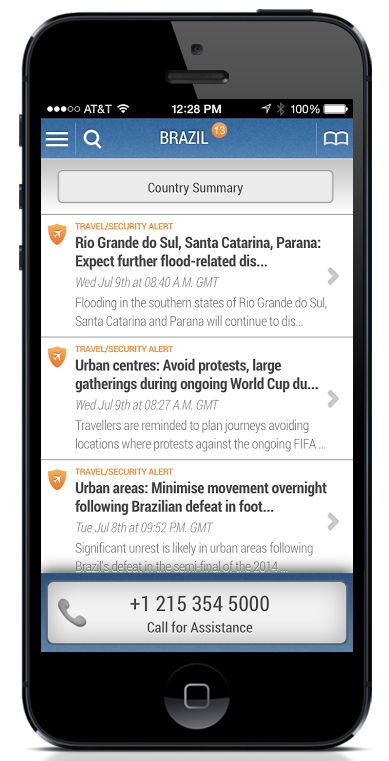 AT&T 12:28 PM 100%
BRAZIL 13
Country Summary
TRAVEL/SECURITY ALERT
Rio Grande do Sul, Santa Catarina, Parana:
Expect further flood-related dis...
Wed Jul 9th at 08:40 A.M. GMT
Flooding in the southern states of Rio Grande do Sul,
Santa Catarina and Parana will continue to dis...
TRAVEL/SECURITY ALERT
Urban centres: Avoid protests, large
gatherings during ongoing World Cup du...
Wed Jul 9th at 08:27 A.M. GMT
Travellers are reminded to plan journeys avoiding
locations where protests against the ongoing FIFA ...
TRAVEL/SECURITY ALERT
Urban areas: Minimise movement overnight
following Brazilian defeat in foot...
Tue Jul 8th at 09:52 P.M. GMT
Significant unrest is likely in urban areas following
Brazil's defeat in the semi-final of the 2014 ...
+1 215 354 5000
Call for Assistance